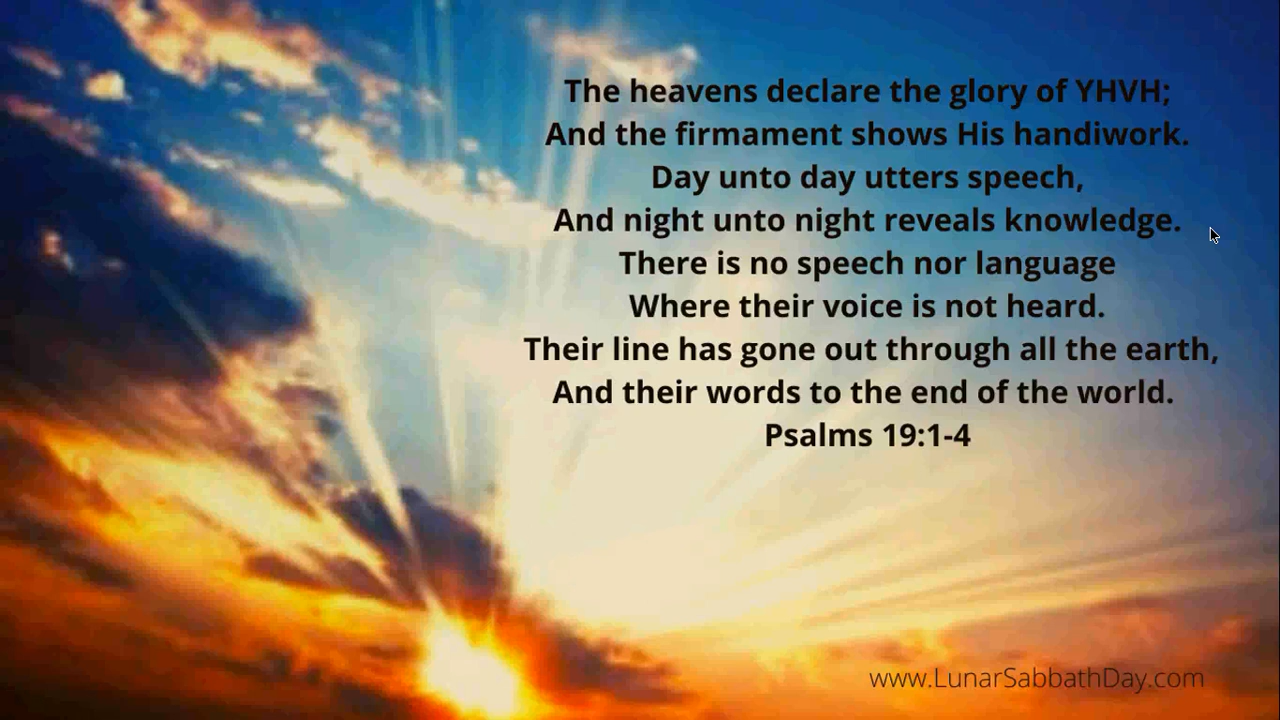 The heavens declare the glory of YHVH;
And the firmament shows His handiwork.
Day unto day utters speech,
And night unto night reveals knowledge.
There is no speech nor language
Where their voice is not heard.
Their line has gone out through all the earth,
And their words to the end of the world.
Psalms 19:1-4
www.LunarSabbathDay.com